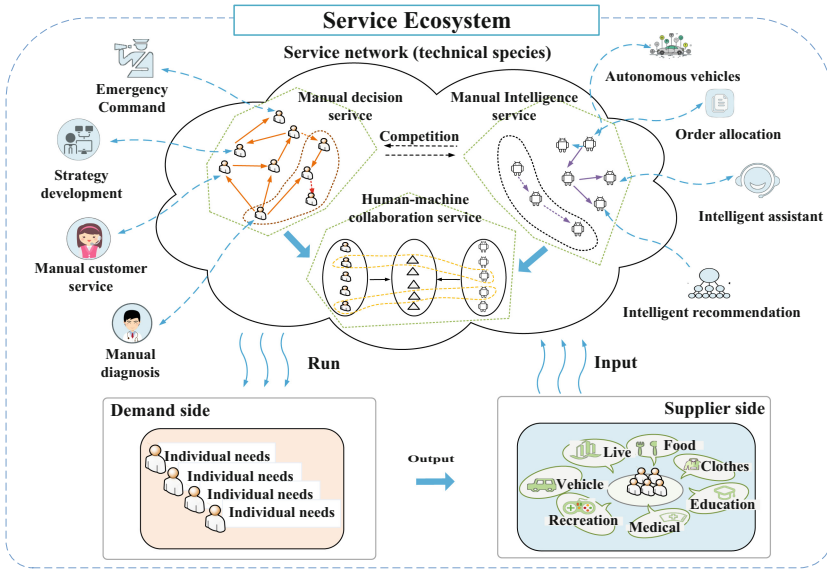 Service Ecosystem
Service network (technical species)
Emergency
Command
Strategy
development
Manual customer
service
Manual
diagnosis
Manual decision
serivce
Competition
Manual Intelligence
service
Human-machine
collaboration service
Autonomous vehicles
Order allocation
Intelligent assistant
Intelligent recommendation
Run
Input
Demand side
Individual needs
Individual needs
Individual needs
Individual needs
Output
Supplier side
Live
Food
Clothes
Vehicle
Education
Recreation
Medical